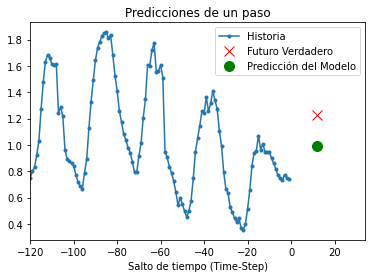 Predicciones de un paso
Historia
Futuro Verdadero
Predicción del Modelo
1.8
1.6
1.4
1.2
1.0
0.8
0.6
0.4
−120 −100 −80 −60 −40 −20 0 20
Salto de tiempo (Time-Step)